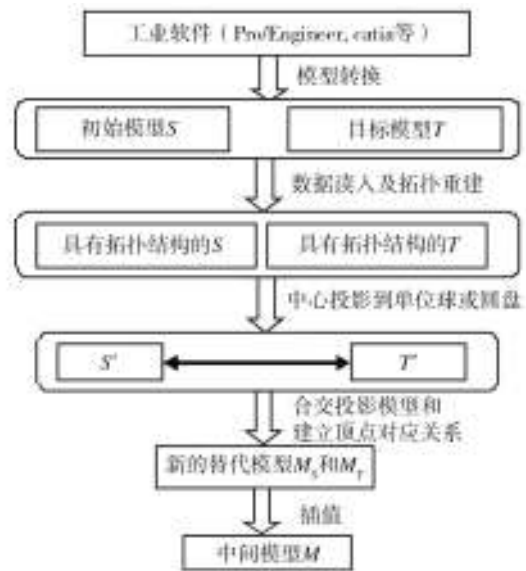 工业软件（Pro/Engineer, catia等）
模型转换
初始模型S 目标模型T
数据读入及拓扑重建
具有拓扑结构的S 具有拓扑结构的T
中心投影到单位球或圆盘
S′ T′
合交投影模型和
建立顶点对应关系
新的替代模型Mₛ和M_T
插值
中间模型M